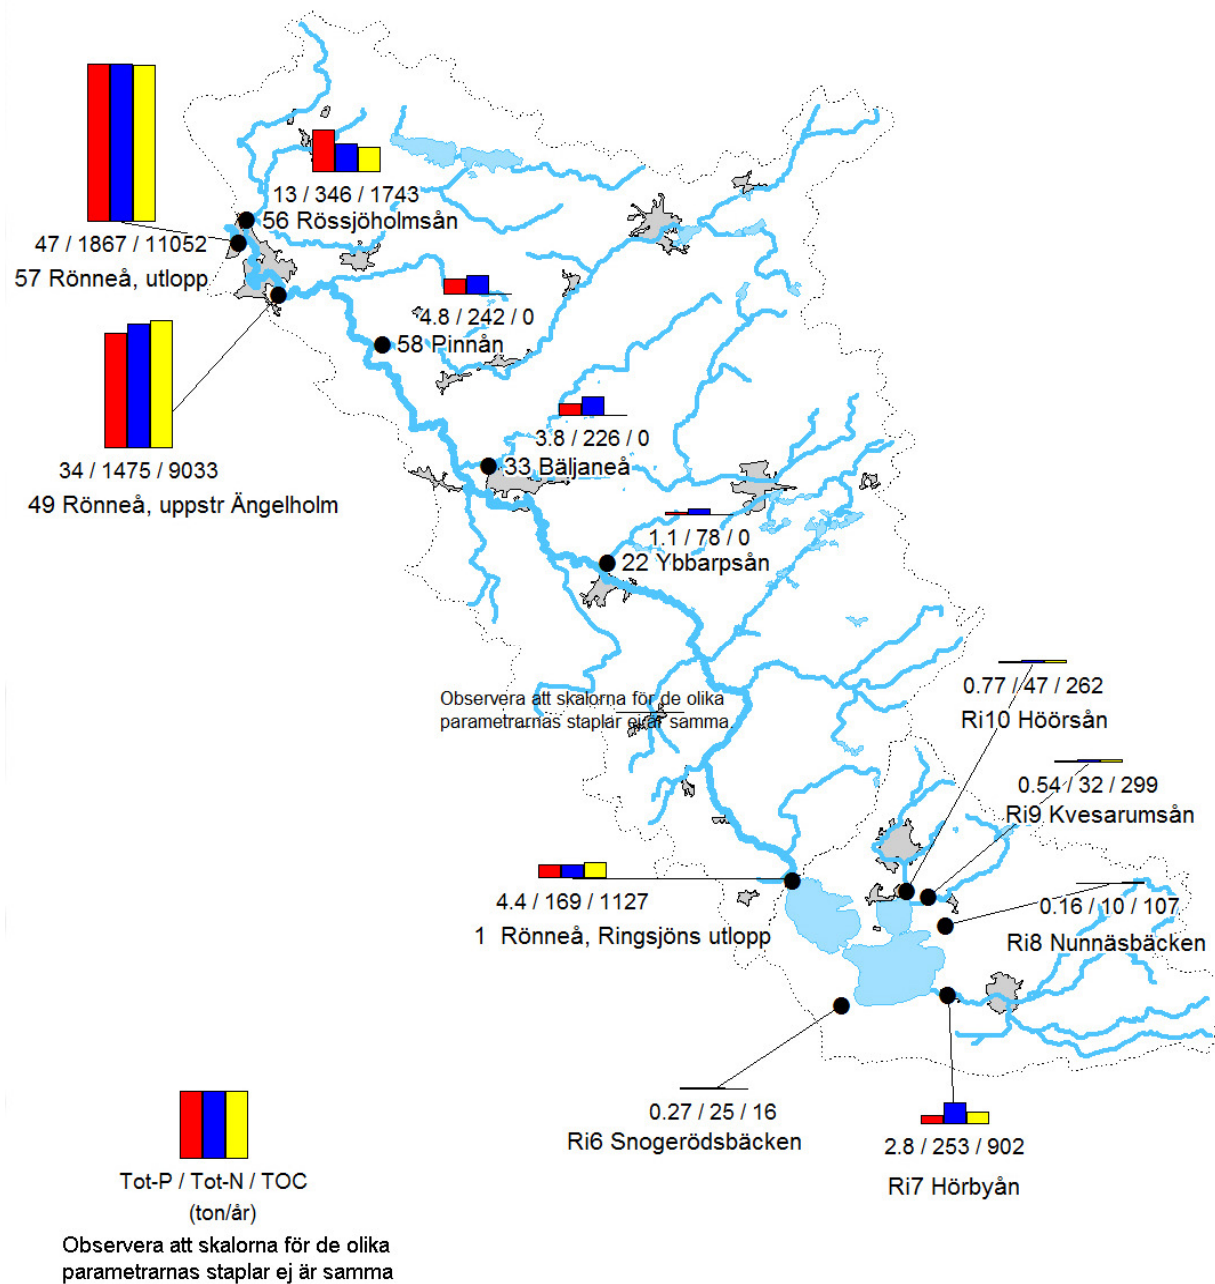 13 / 346 / 1743
56 Rössjöholmsån
47 / 1867 / 11052
57 Rönneå, utlopp
4.8 / 242 / 0
58 Pinnån
3.8 / 226 / 0
33 Bäljaneå
34 / 1475 / 9033
49 Rönneå, uppstr Ängelholm
1.1 / 78 / 0
22 Ybbarpsån
Observera att skalorna för de olika
parametrarnas staplar ej är samma.
0.77 / 47 / 262
Ri10 Höörsån
0.54 / 32 / 299
Ri9 Kvesarumsån
4.4 / 169 / 1127
1 Rönneå, Ringsjöns utlopp
0.16 / 10 / 107
Ri8 Nunnäsbäcken
0.27 / 25 / 16
Ri6 Snogerödsbäcken
2.8 / 253 / 902
Ri7 Hörbyån
Tot-P / Tot-N / TOC
(ton/år)
Observera att skalorna för de olika
parametrarnas staplar ej är samma